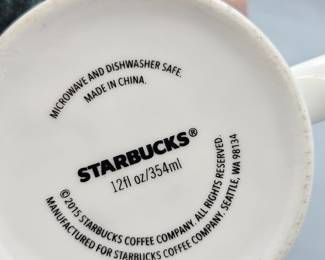 MICROWAVE AND DISHWASHER SAFE.
MADE IN CHINA.
STARBUCKS®
12fl oz/354ml
© 2015 STARBUCKS COFFEE COMPANY. ALL RIGHTS RESERVED.
MANUFACTURED FOR STARBUCKS COFFEE COMPANY. SEATTLE, WA 98134